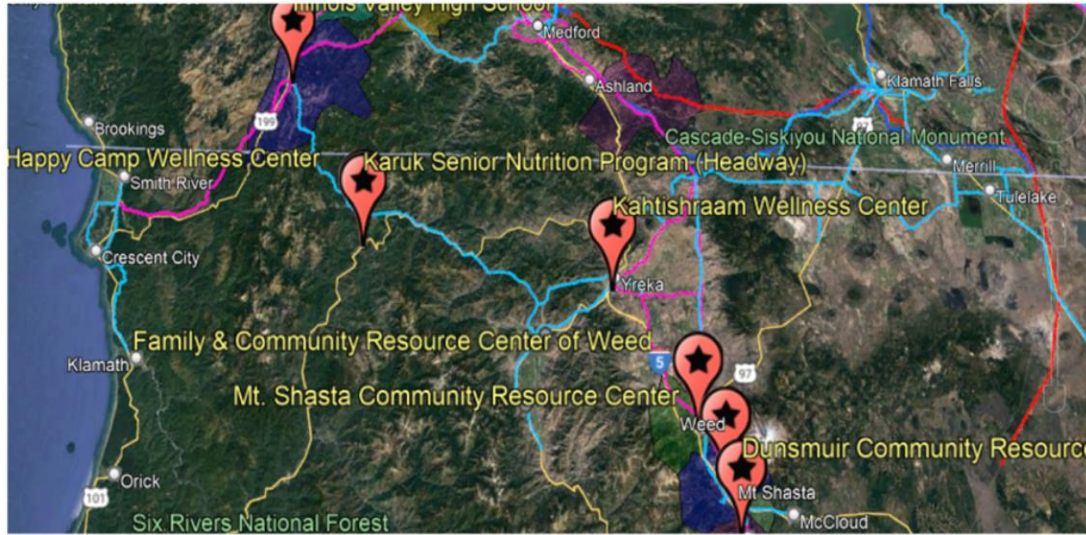 Illinois Valley High School
Medford
Ashland
Klamath Falls
199
97
Brookings
Cascade-Siskiyou National Monument
Happy Camp Wellness Center
Karuk Senior Nutrition Program (Headway)
Merrill
Smith River
Tulelake
Kahtishraam Wellness Center
Crescent City
Yreka
Family & Community Resource Center of Weed
Klamath
5
97
Mt. Shasta Community Resource Center
Weed
Dunsmuir Community Resource
Orick
Mt Shasta
101
McCloud
Six Rivers National Forest